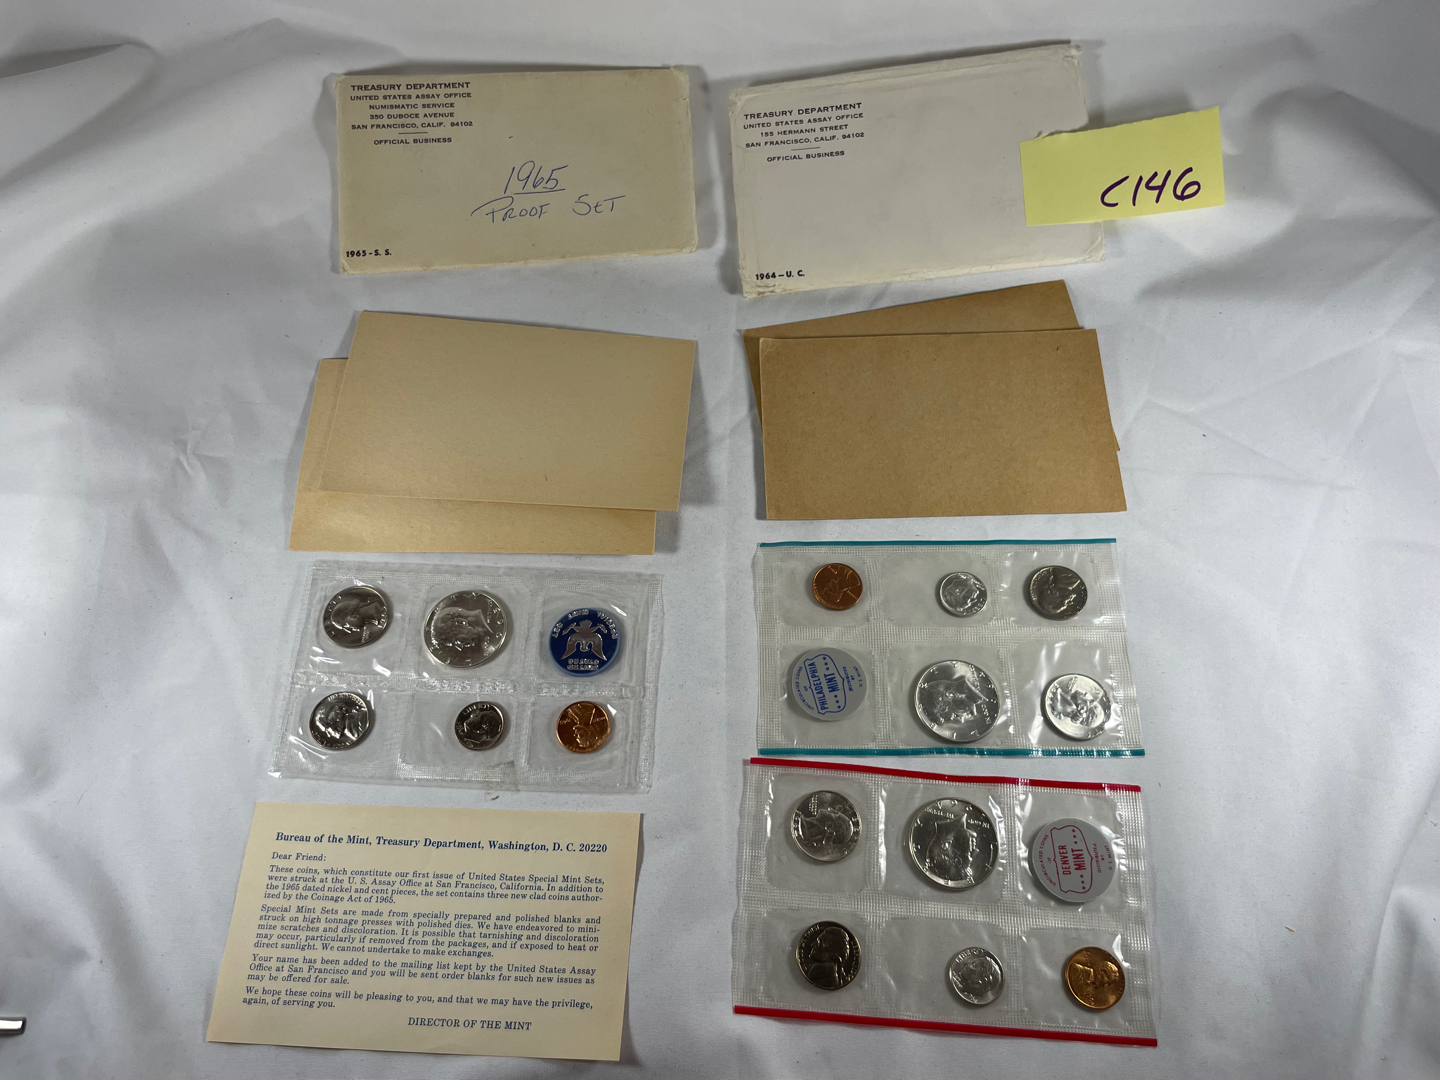 TREASURY DEPARTMENT
UNITED STATES ASSAY OFFICE
NUMISMATIC SERVICE
350 DUBOCE AVENUE
SAN FRANCISCO, CALIF. 94102
OFFICIAL BUSINESS
1965
PROOF SET
1965-S. S.
TREASURY DEPARTMENT
UNITED STATES ASSAY OFFICE
155 HERMANN STREET
SAN FRANCISCO, CALIF. 94102
OFFICIAL BUSINESS
1964-U. C.
C146
SPECIAL MINT SET
UNITED STATES
PHILADELPHIA
MINT
DENVER
MINT
LIBERTY
Bureau of the Mint, Treasury Department, Washington, D. C. 20220
Dear Friend:
These coins, which constitute our first issue of United States Special Mint Sets,
were struck at the U. S. Assay Office at San Francisco, California. In addition to
the 1965 dated nickel and cent pieces, the set contains three new clad coins author-
ized by the Coinage Act of 1965.
Special Mint Sets are made from specially prepared and polished blanks and
struck on high tonnage presses with polished dies. We have endeavored to mini-
mize scratches and discoloration. It is possible that tarnishing and discoloration
may occur, particularly if removed from the packages, and if exposed to heat or
direct sunlight. We cannot undertake to make exchanges.
Your name has been added to the mailing list kept by the United States Assay
Office at San Francisco and you will be sent order blanks for such new issues as
may be offered for sale.
We hope these coins will be pleasing to you, and that we may have the privilege,
again, of serving you.
DIRECTOR OF THE MINT